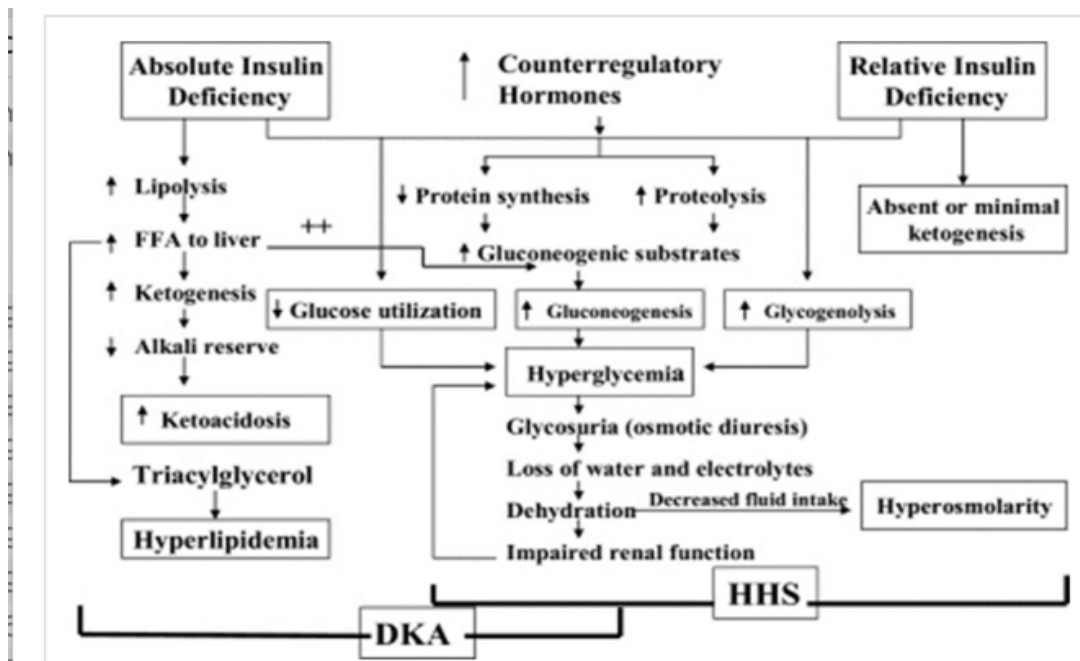 Absolute Insulin
Deficiency
↑ Counterregulatory
Hormones
Relative Insulin
Deficiency
↑ Lipolysis
↓ Protein synthesis
↑ Proteolysis
Absent or minimal
ketogenesis
↑ FFA to liver
++
↑ Gluconeogenic substrates
↑ Ketogenesis
↓ Glucose utilization
↑ Gluconeogenesis
↑ Glycogenolysis
↓ Alkali reserve
Hyperglycemia
↑ Ketoacidosis
Glycosuria (osmotic diuresis)
Triacylglycerol
Loss of water and electrolytes
Dehydration
Decreased fluid intake
Hyperosmolarity
Hyperlipidemia
Impaired renal function
HHS
DKA